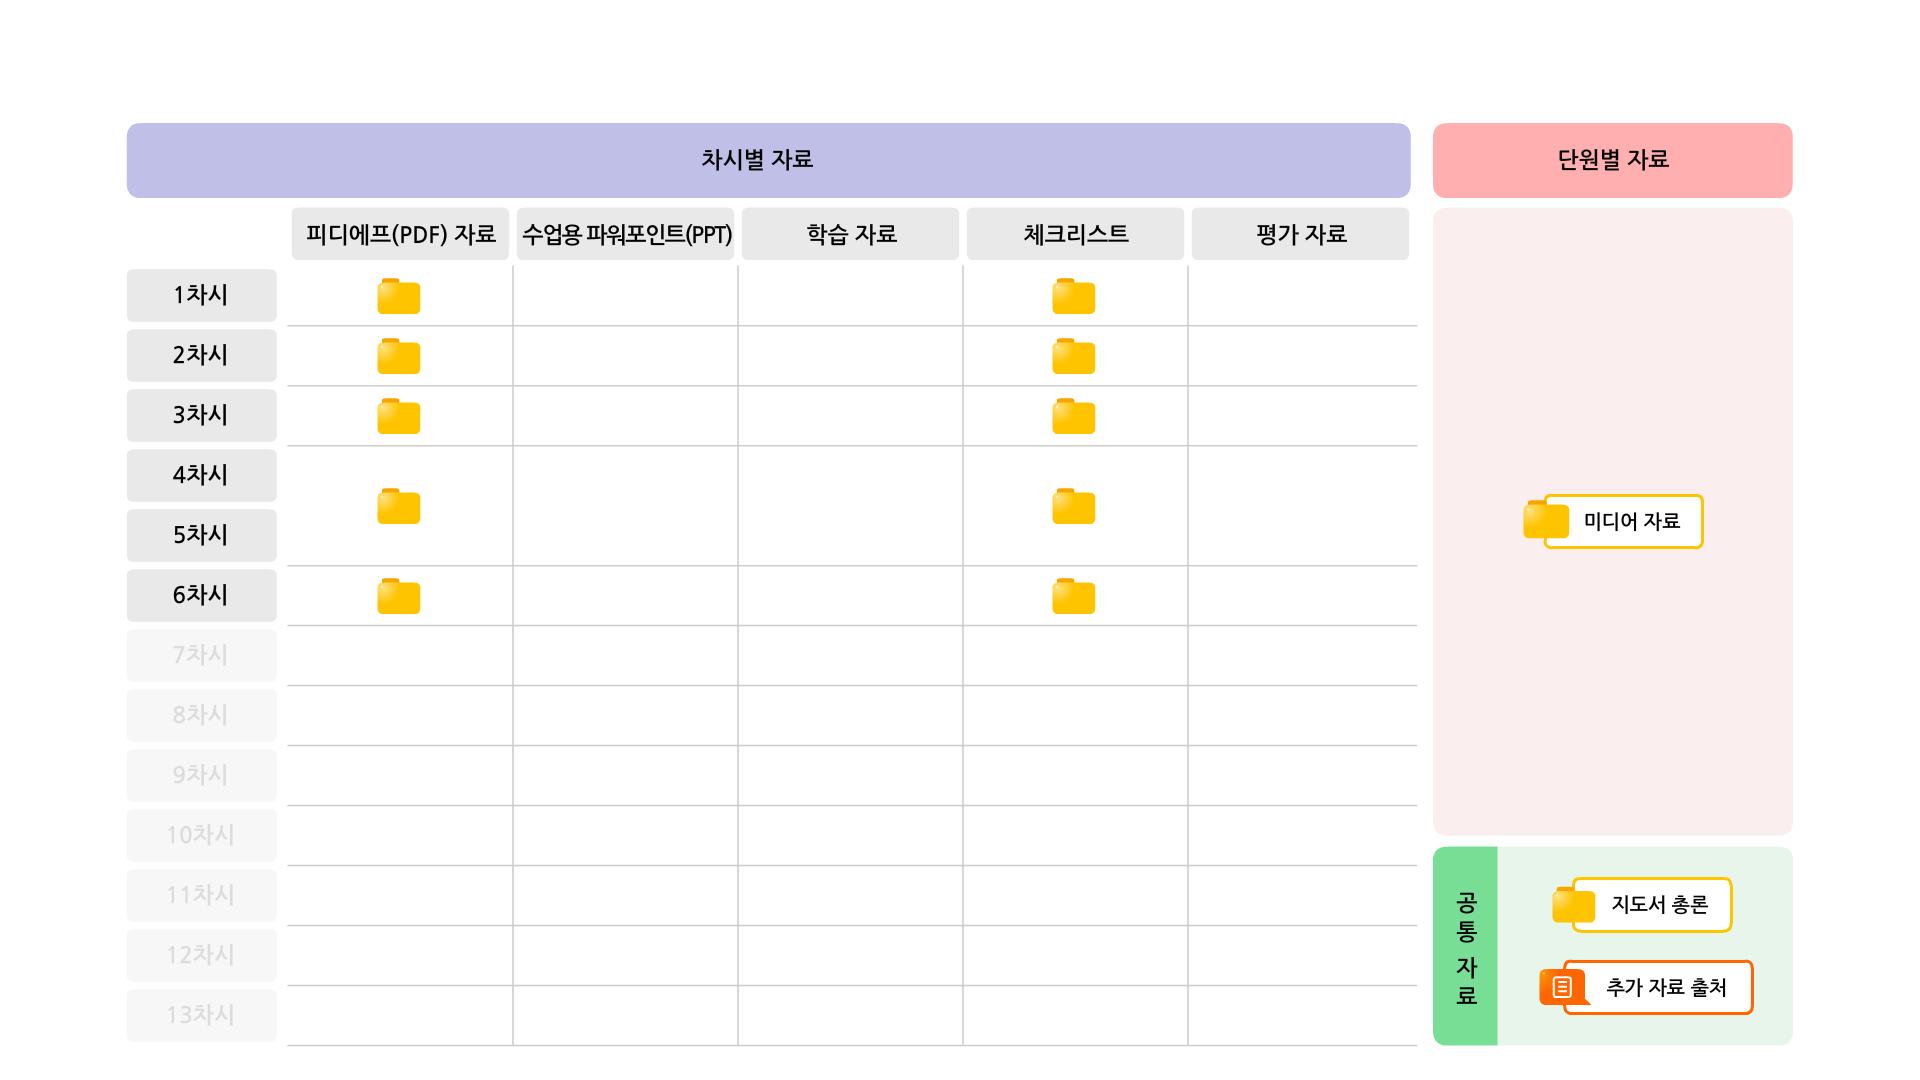 차시별 자료
단원별 자료
피디에프(PDF) 자료
수업용 파워포인트(PPT)
학습 자료
체크리스트
평가 자료
1차시
2차시
3차시
4차시
5차시
6차시
7차시
8차시
9차시
10차시
11차시
12차시
13차시
미디어 자료
공통 자료
지도서 총론
추가 자료 출처